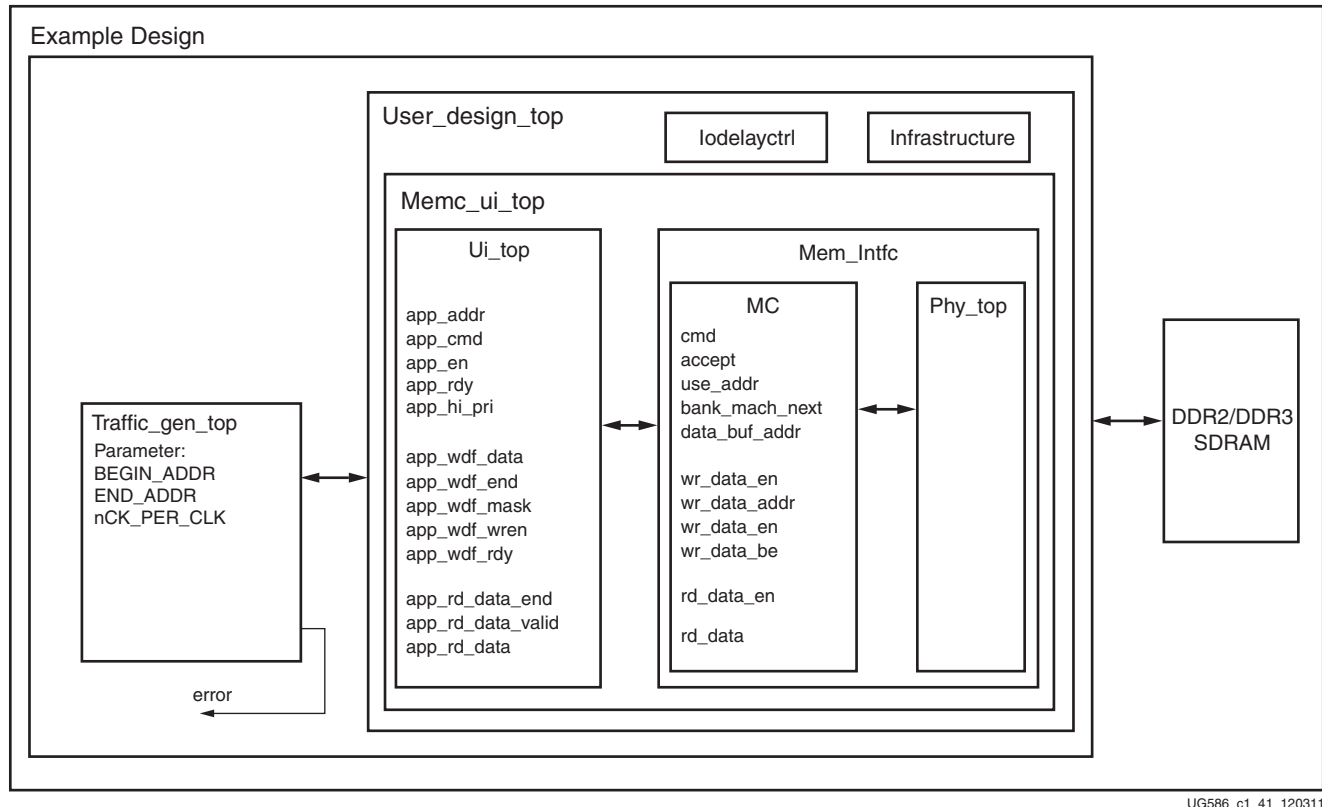 Example Design
User_design_top
Iodelayctrl
Infrastructure
Memc_ui_top
Ui_top
app_addr
app_cmd
app_en
app_rdy
app_hi_pri
app_wdf_data
app_wdf_end
app_wdf_mask
app_wdf_wren
app_wdf_rdy
app_rd_data_end
app_rd_data_valid
app_rd_data
Mem_Intfc
MC
cmd
accept
use_addr
bank_mach_next
data_buf_addr
wr_data_en
wr_data_addr
wr_data_en
wr_data_be
rd_data_en
rd_data
Phy_top
Traffic_gen_top
Parameter:
BEGIN_ADDR
END_ADDR
nCK_PER_CLK
error
DDR2/DDR3
SDRAM
UG586_c1_41_120311